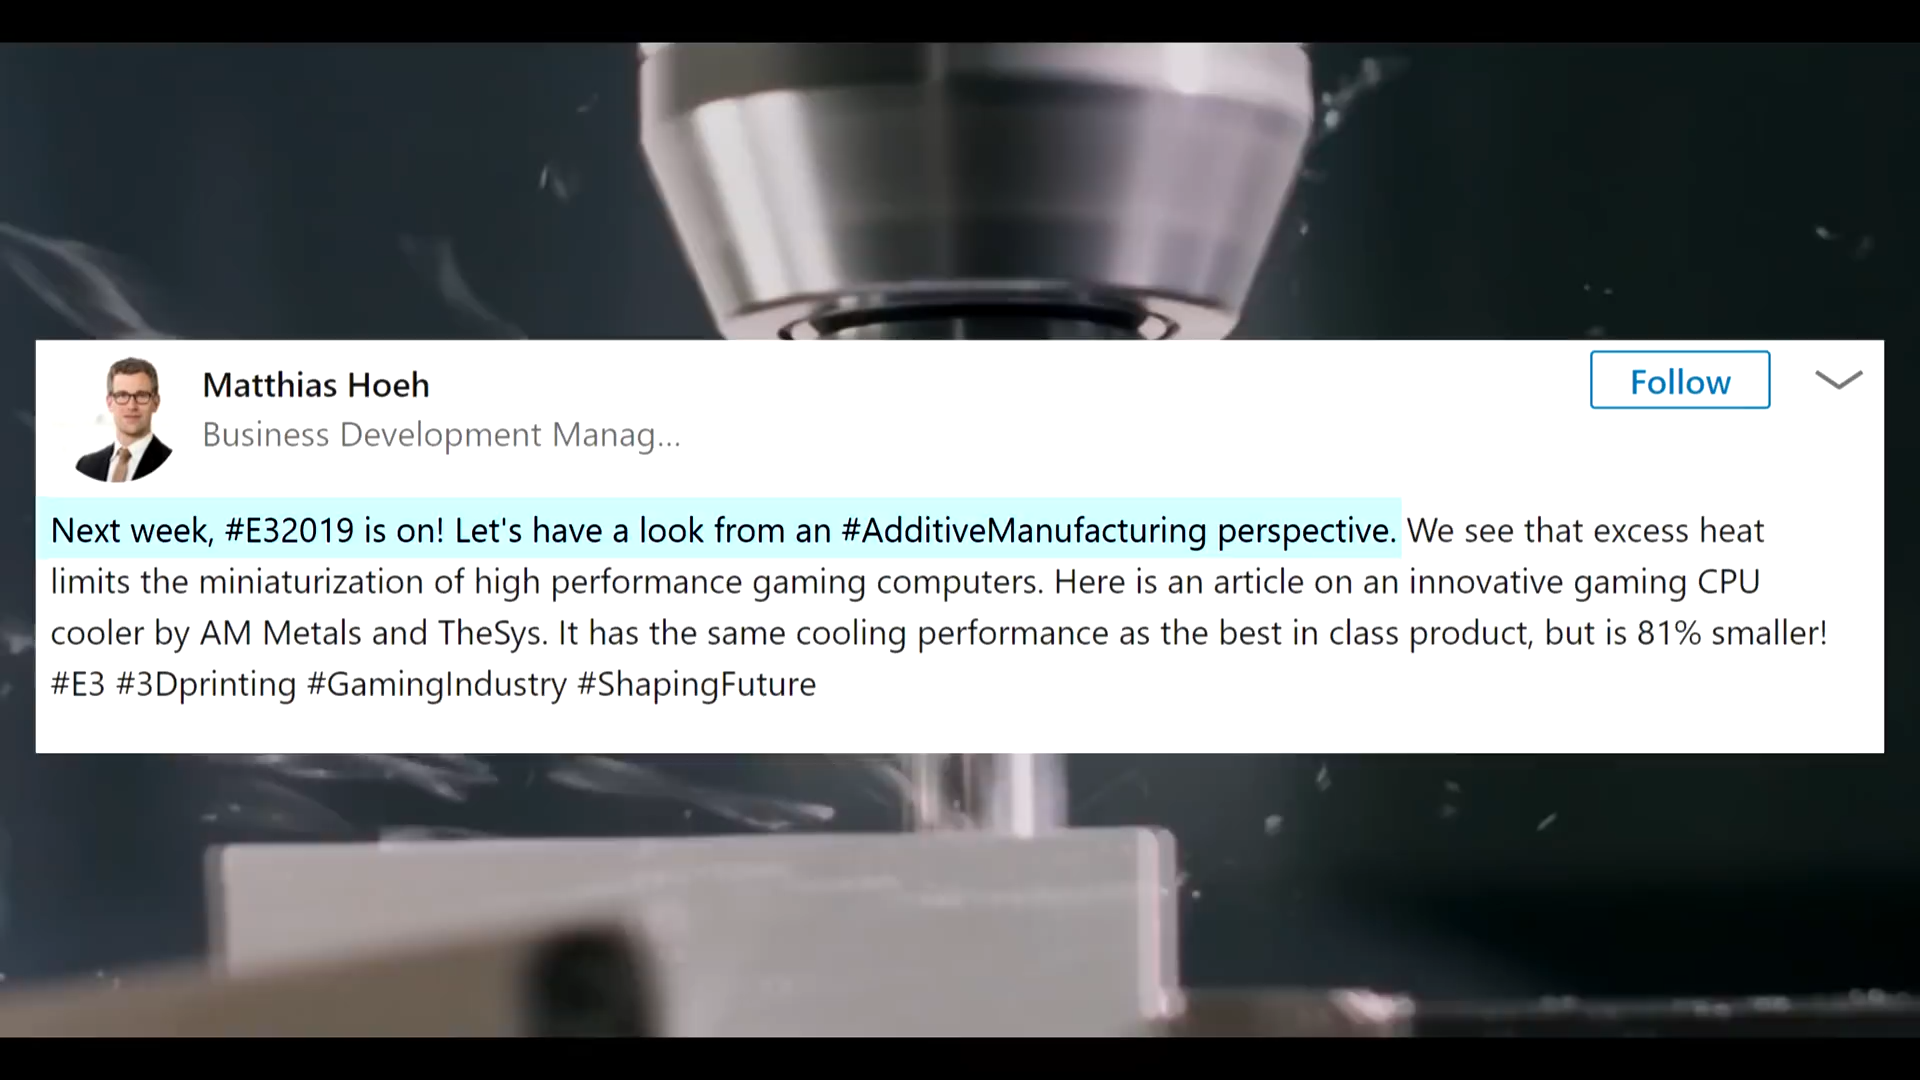 Matthias Hoeh
Follow
Business Development Manag...
Next week, #E32019 is on! Let's have a look from an #AdditiveManufacturing perspective. We see that excess heat
limits the miniaturization of high performance gaming computers. Here is an article on an innovative gaming CPU
cooler by AM Metals and TheSys. It has the same cooling performance as the best in class product, but is 81% smaller!
#E3 #3Dprinting #GamingIndustry #ShapingFuture